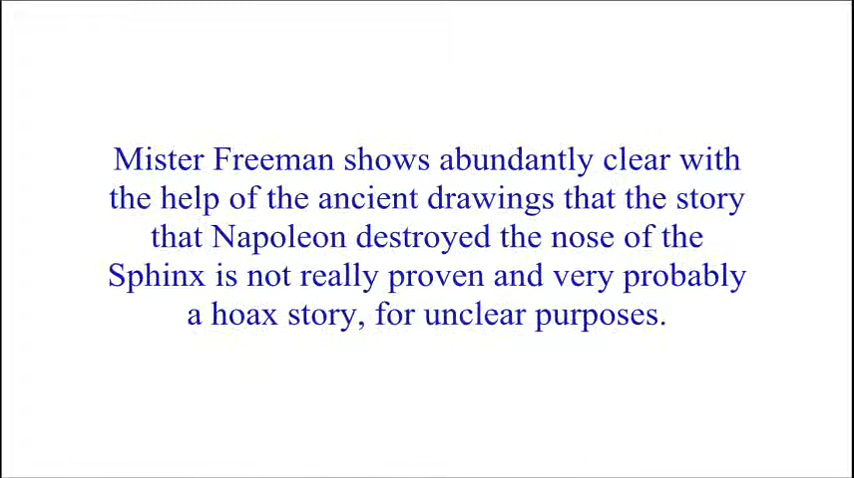 Mister Freeman shows abundantly clear with
the help of the ancient drawings that the story
that Napoleon destroyed the nose of the
Sphinx is not really proven and very probably
a hoax story, for unclear purposes.